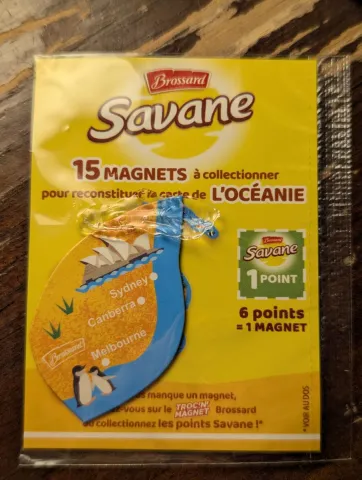 Brossard
Savane
15 MAGNETS à collectionner
pour reconstituer la carte de L'OCÉANIE
Brossard
Savane
1 POINT
Sydney
Canberra
6 points
= 1 MAGNET
Brossard
Melbourne
manque un magnet,
-vous sur le TROC'N' MAGNET Brossard
ou collectionnez les points Savane !*
*VOIR AU DOS